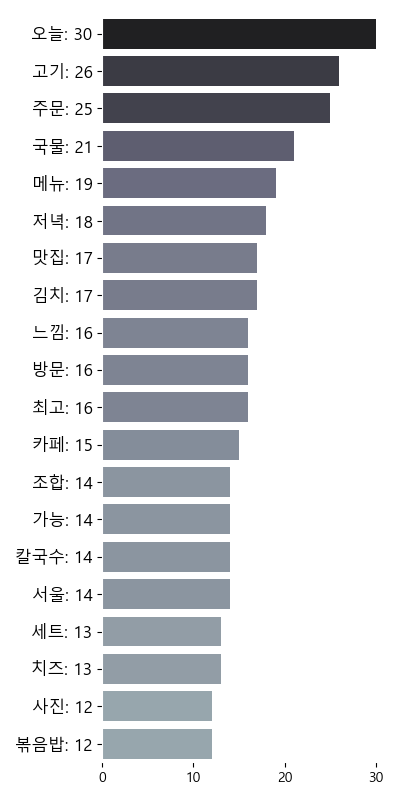 오늘: 30
고기: 26
주문: 25
국물: 21
메뉴: 19
저녁: 18
맛집: 17
김치: 17
느낌: 16
방문: 16
최고: 16
카페: 15
조합: 14
가능: 14
칼국수: 14
서울: 14
세트: 13
치즈: 13
사진: 12
볶음밥: 12
0 10 20 30